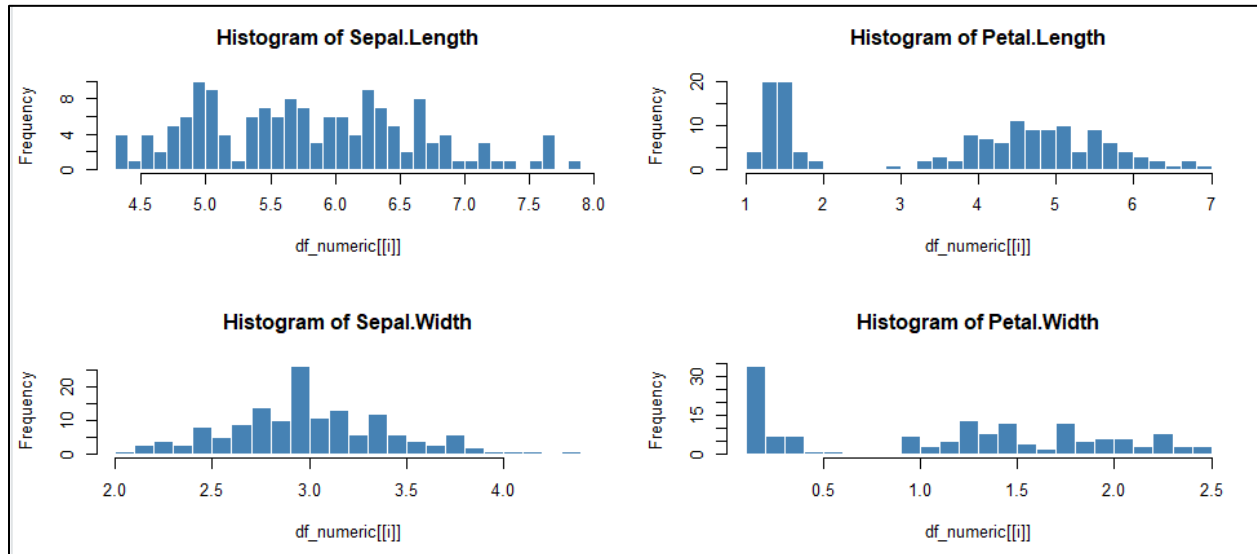 Histogram of Sepal.Length
Frequency
0 4 8
4.5 5.0 5.5 6.0 6.5 7.0 7.5 8.0
df_numeric[[i]]
Histogram of Petal.Length
Frequency
0 10 20
1 2 3 4 5 6 7
df_numeric[[i]]
Histogram of Sepal.Width
Frequency
0 10 20
2.0 2.5 3.0 3.5 4.0
df_numeric[[i]]
Histogram of Petal.Width
Frequency
0 15 30
0.5 1.0 1.5 2.0 2.5
df_numeric[[i]]